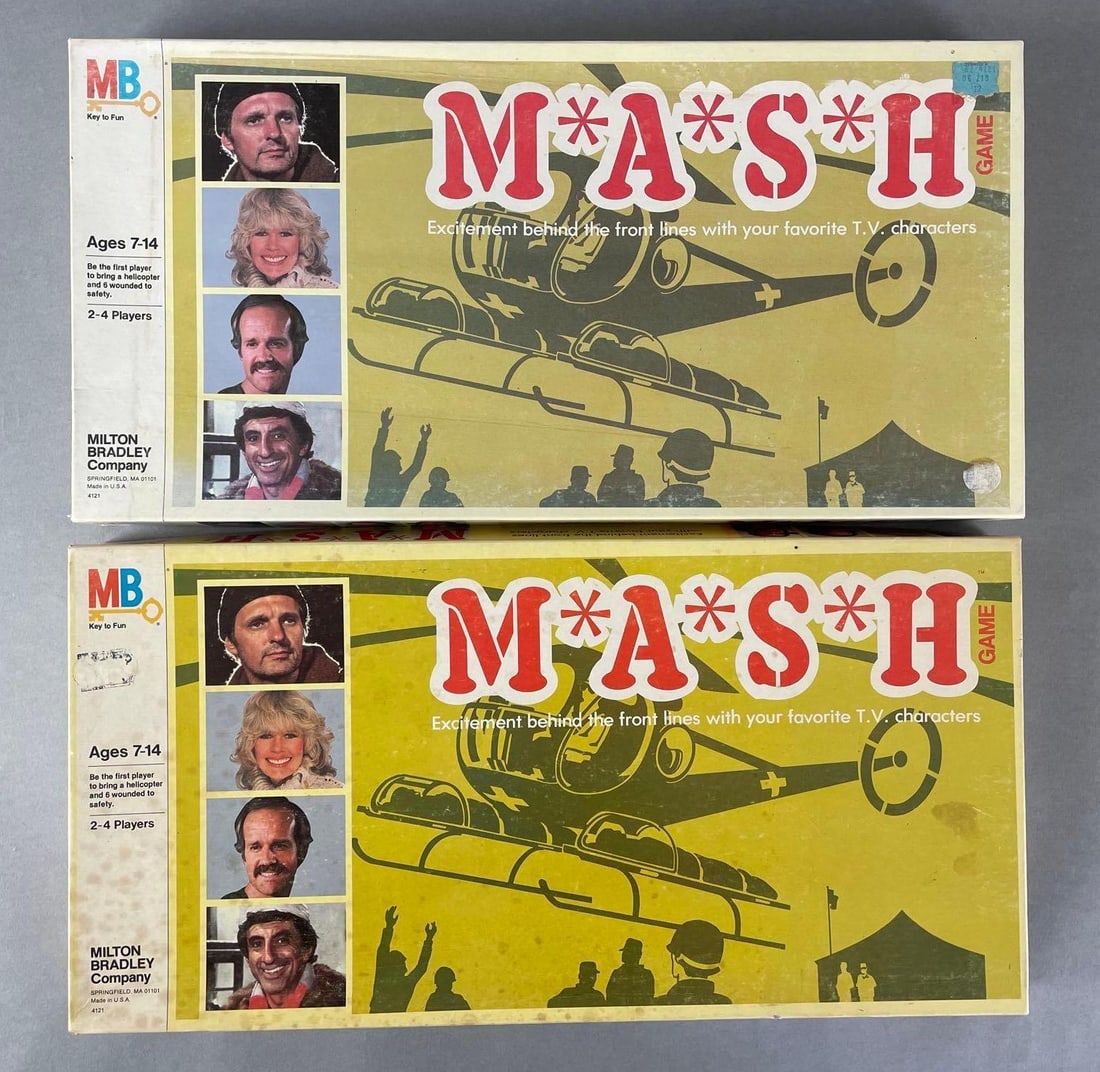 MB
Key to Fun
Ages 7-14
Be the first player
to bring a helicopter
and 6 wounded to
safety.
2-4 Players
MILTON
BRADLEY
Company
SPRINGFIELD, MA 01101
Made in U.S.A.
4121
M*A*S*H
GAME
Excitement behind the front lines with your favorite T.V. characters
M*A*S*H
MB
Key to Fun
Ages 7-14
Be the first player
to bring a helicopter
and 6 wounded to
safety.
2-4 Players
MILTON
BRADLEY
Company
SPRINGFIELD, MA 01101
Made in U.S.A.
4121
M*A*S*H
TM
GAME
Excitement behind the front lines with your favorite T.V. characters